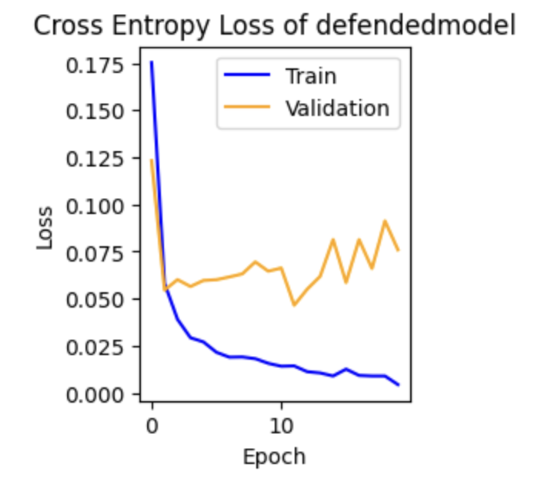 Cross Entropy Loss of defendedmodel
Train
Validation
0.175
0.150
0.125
0.100
0.075
0.050
0.025
0.000
Loss
0 10
Epoch